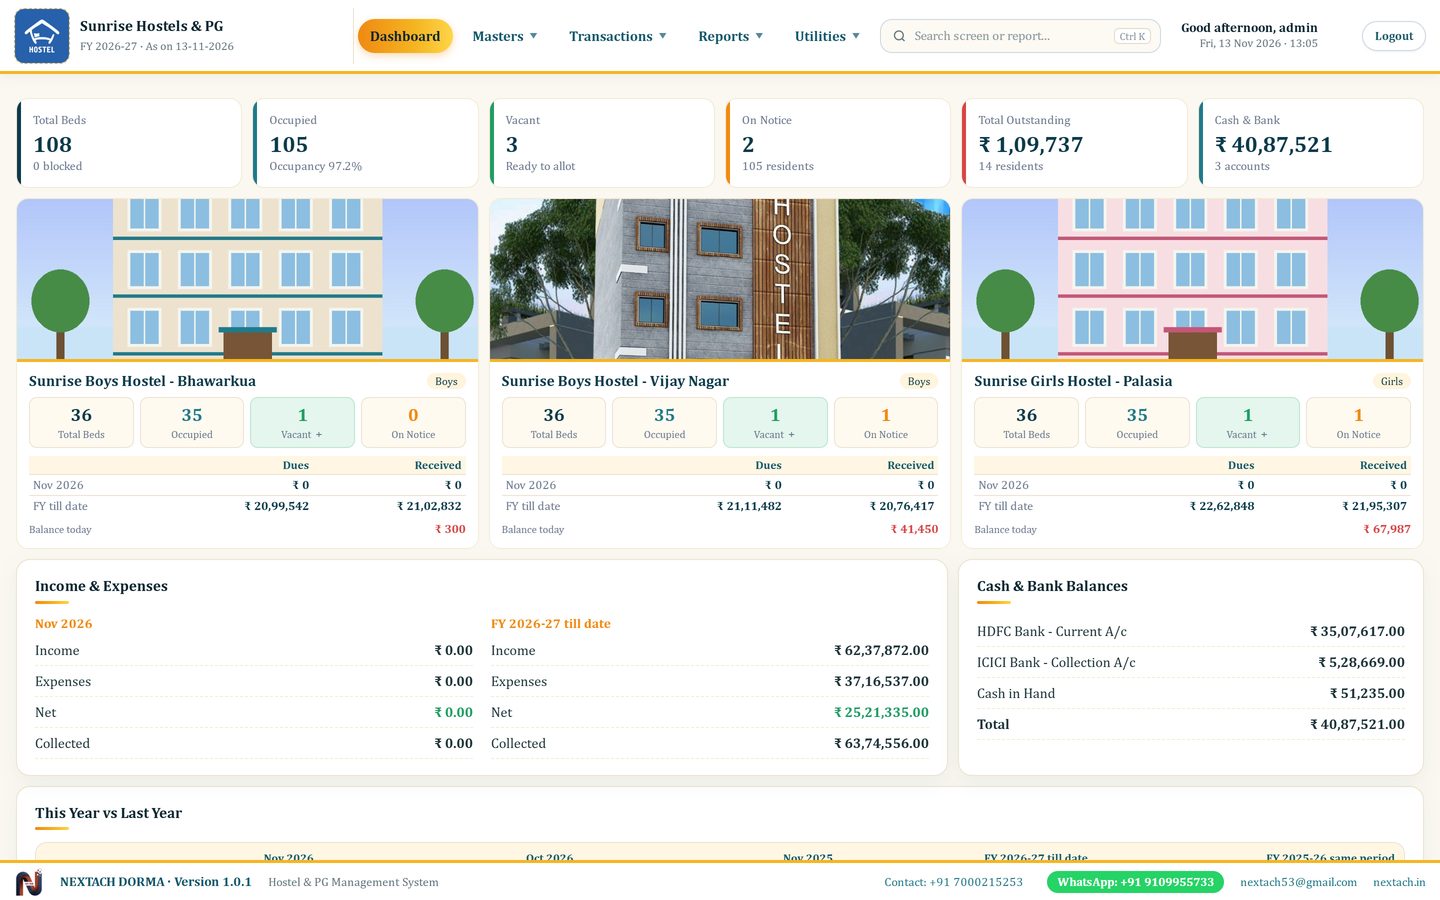 HOSTEL
Sunrise Hostels & PG
FY 2026-27 · As on 13-11-2026
Dashboard
Masters ▼
Transactions ▼
Reports ▼
Utilities ▼
Search screen or report...
Ctrl K
Good afternoon, admin
Fri, 13 Nov 2026 · 13:05
Logout
Total Beds
108
0 blocked
Occupied
105
Occupancy 97.2%
Vacant
3
Ready to allot
On Notice
2
105 residents
Total Outstanding
₹ 1,09,737
14 residents
Cash & Bank
₹ 40,87,521
3 accounts
HOSTEL
Sunrise Boys Hostel - Bhawarkua
Boys
36
Total Beds
35
Occupied
1
Vacant +
0
On Notice
Dues Received
Nov 2026 ₹ 0 ₹ 0
FY till date ₹ 20,99,542 ₹ 21,02,832
Balance today ₹ 300
Sunrise Boys Hostel - Vijay Nagar
Boys
36
Total Beds
35
Occupied
1
Vacant +
1
On Notice
Dues Received
Nov 2026 ₹ 0 ₹ 0
FY till date ₹ 21,11,482 ₹ 20,76,417
Balance today ₹ 41,450
Sunrise Girls Hostel - Palasia
Girls
36
Total Beds
35
Occupied
1
Vacant +
1
On Notice
Dues Received
Nov 2026 ₹ 0 ₹ 0
FY till date ₹ 22,62,848 ₹ 21,95,307
Balance today ₹ 67,987
Income & Expenses
Nov 2026
Income ₹ 0.00
Expenses ₹ 0.00
Net ₹ 0.00
Collected ₹ 0.00
FY 2026-27 till date
Income ₹ 62,37,872.00
Expenses ₹ 37,16,537.00
Net ₹ 25,21,335.00
Collected ₹ 63,74,556.00
Cash & Bank Balances
HDFC Bank - Current A/c ₹ 35,07,617.00
ICICI Bank - Collection A/c ₹ 5,28,669.00
Cash in Hand ₹ 51,235.00
Total ₹ 40,87,521.00
This Year vs Last Year
Nov 2026 Oct 2026 Nov 2025 FY 2026-27 till date FY 2025-26 same period
N
NEXTACH DORMA · Version 1.0.1
Hostel & PG Management System
Contact: +91 7000215253
WhatsApp: +91 9109955733
nextach53@gmail.com
nextach.in